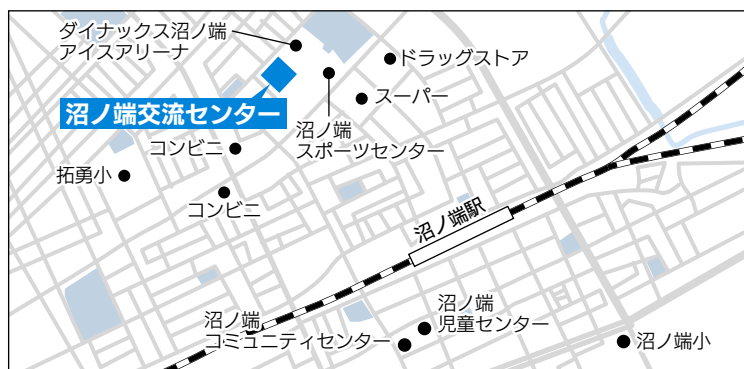 ダイナックス沼ノ端
アイスアリーナ
ドラッグストア
スーパー
沼ノ端交流センター
沼ノ端
スポーツセンター
コンビニ
拓勇小
コンビニ
沼ノ端駅
沼ノ端
コミュニティセンター
沼ノ端
児童センター
沼ノ端小